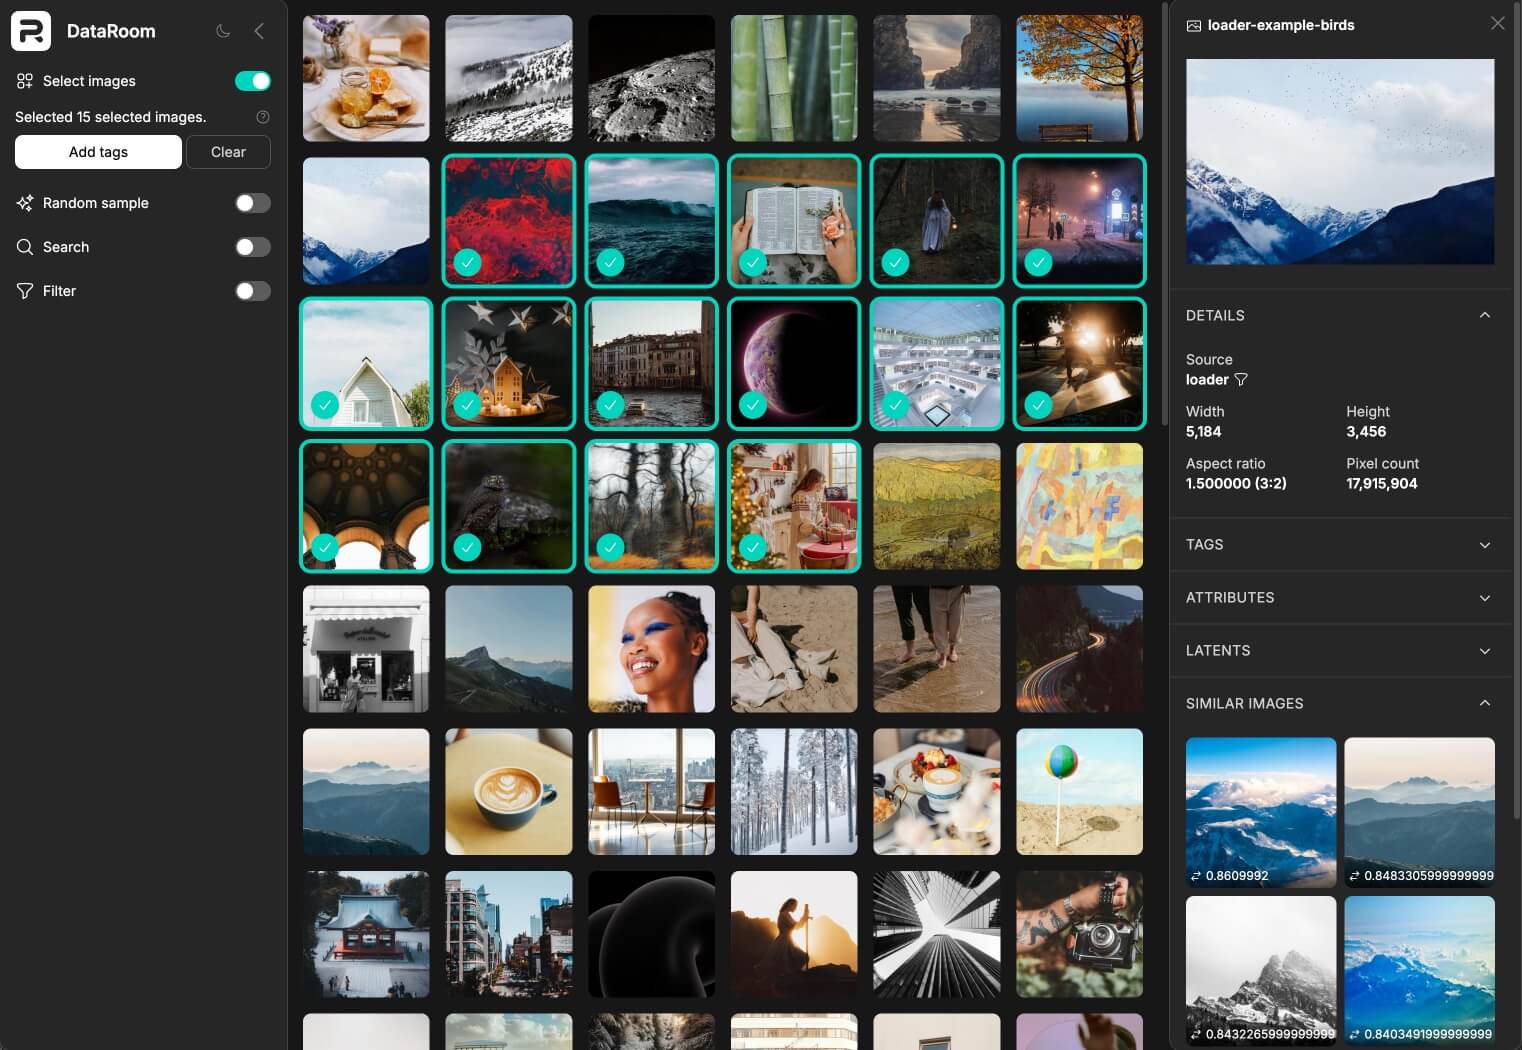 DataRoom
Select images
Selected 15 selected images.
Add tags
Clear
Random sample
Search
Filter
loader-example-birds
DETAILS
Source
loader
Width
Height
5,184
3,456
Aspect ratio
Pixel count
1.500000 (3:2)
17,915,904
TAGS
ATTRIBUTES
LATENTS
SIMILAR IMAGES
0.8609992
0.8483305999999999
0.8432265999999999
0.8403491999999999